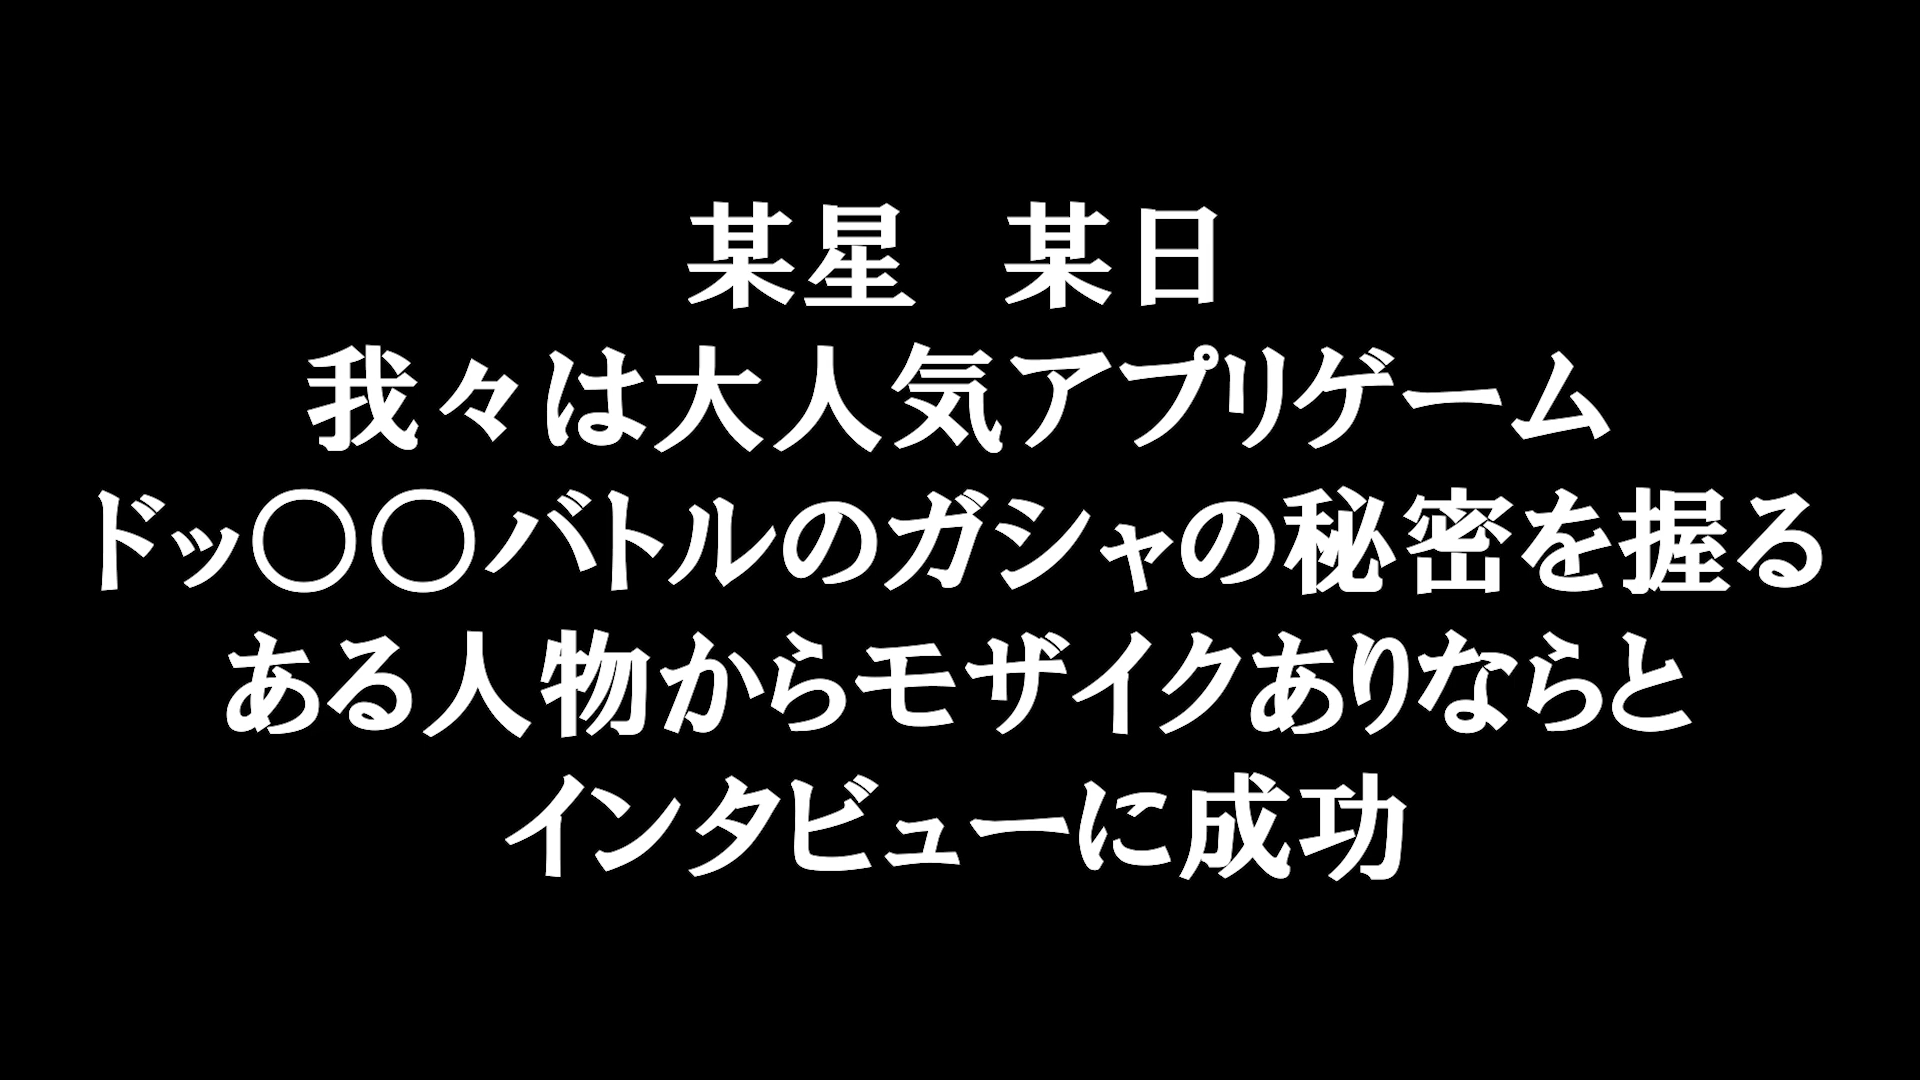 某星　某日
我々は大人気アプリゲーム
ドッ〇〇バトルのガシャの秘密を握る
ある人物からモザイクありならと
インタビューに成功